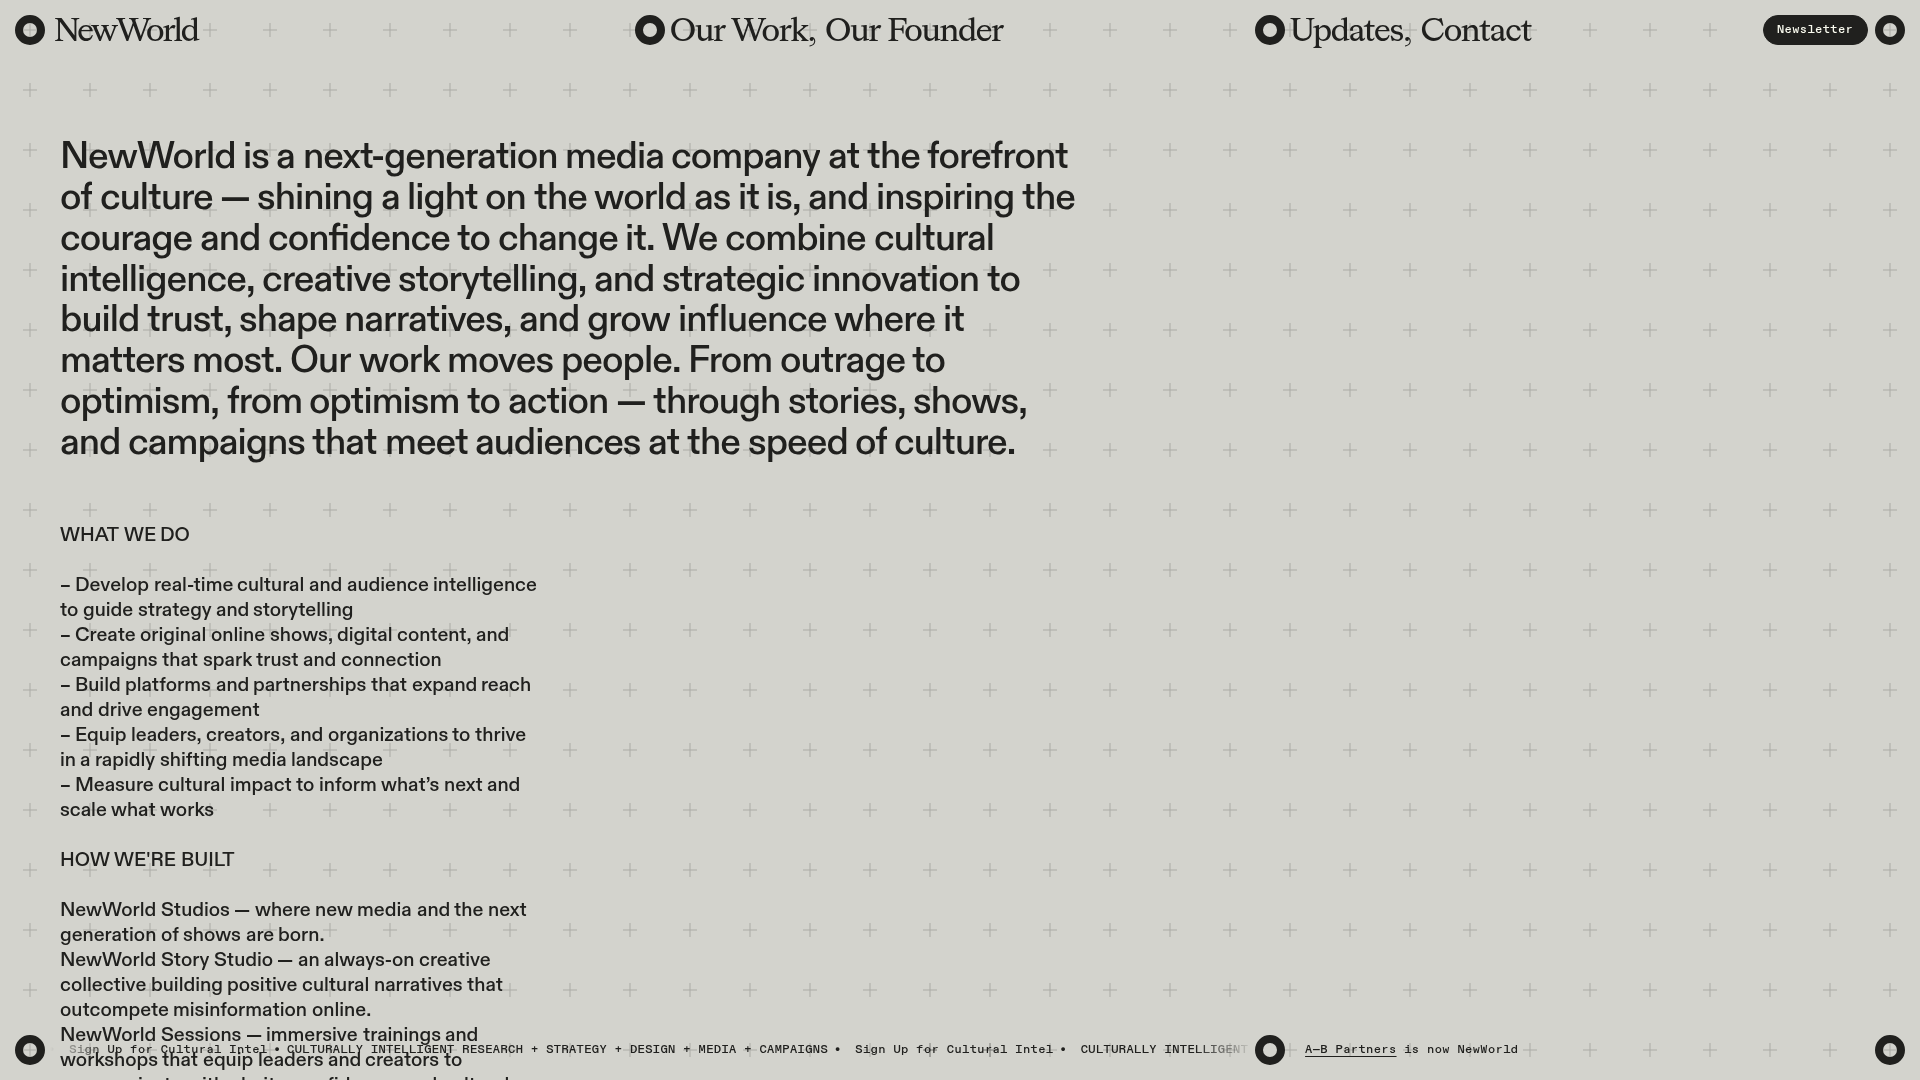 NewWorld
Our Work, Our Founder
Updates, Contact
Newsletter
NewWorld is a next-generation media company at the forefront
of culture — shining a light on the world as it is, and inspiring the
courage and confidence to change it. We combine cultural
intelligence, creative storytelling, and strategic innovation to
build trust, shape narratives, and grow influence where it
matters most. Our work moves people. From outrage to
optimism, from optimism to action — through stories, shows,
and campaigns that meet audiences at the speed of culture.
WHAT WE DO
– Develop real-time cultural and audience intelligence
to guide strategy and storytelling
– Create original online shows, digital content, and
campaigns that spark trust and connection
– Build platforms and partnerships that expand reach
and drive engagement
– Equip leaders, creators, and organizations to thrive
in a rapidly shifting media landscape
– Measure cultural impact to inform what’s next and
scale what works
HOW WE'RE BUILT
NewWorld Studios — where new media and the next
generation of shows are born.
NewWorld Story Studio — an always-on creative
collective building positive cultural narratives that
outcompete misinformation online.
NewWorld Sessions — immersive trainings and
workshops that equip leaders and creators to
Sign Up for Cultural Intel • CULTURALLY INTELLIGENT RESEARCH + STRATEGY + DESIGN + MEDIA + CAMPAIGNS • Sign Up for Cultural Intel • CULTURALLY INTELLIGENT
A–B Partners is now NewWorld